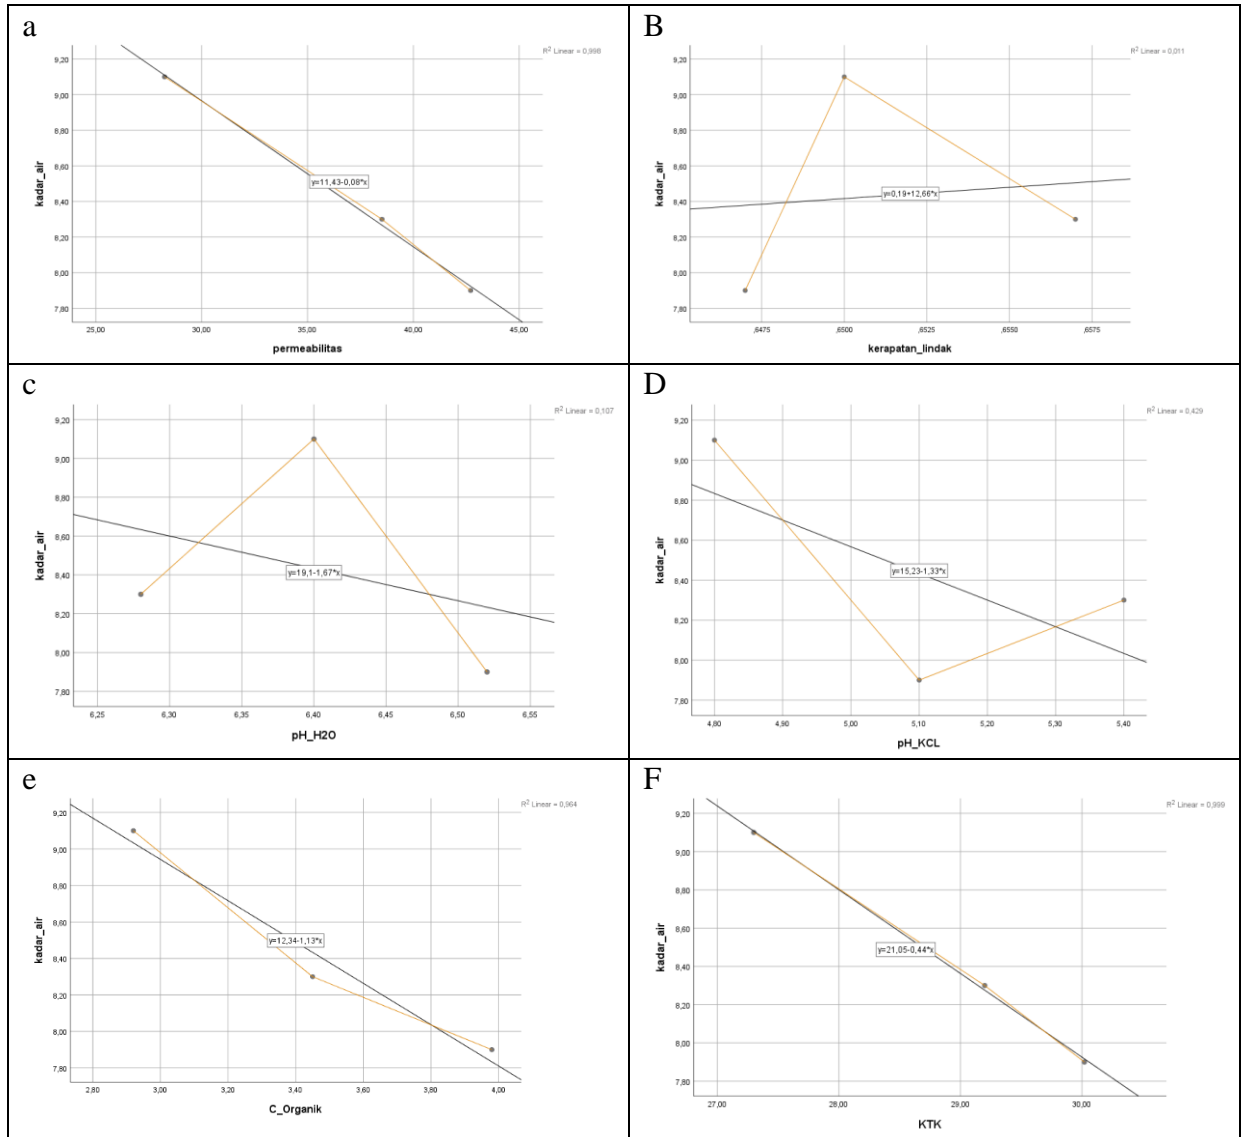 a
R² Linear = 0,998
9,20
9,00
8,80
8,60
8,40
8,20
8,00
7,80
kadar_air
y=11,43-0,08*x
25,00 30,00 35,00 40,00 45,00
permeabilitas
B
R² Linear = 0,011
9,20
9,00
8,80
8,60
8,40
8,20
8,00
7,80
kadar_air
y=0,19+12,66*x
,6475 ,6500 ,6525 ,6550 ,6575
kerapatan_lindak
c
R² Linear = 0,107
9,20
9,00
8,80
8,60
8,40
8,20
8,00
7,80
kadar_air
y=19,1-1,67*x
6,25 6,30 6,35 6,40 6,45 6,50 6,55
pH_H2O
D
R² Linear = 0,429
9,20
9,00
8,80
8,60
8,40
8,20
8,00
7,80
kadar_air
y=15,23-1,33*x
4,80 4,90 5,00 5,10 5,20 5,30 5,40
pH_KCL
e
R² Linear = 0,964
9,20
9,00
8,80
8,60
8,40
8,20
8,00
7,80
kadar_air
y=12,34-1,13*x
2,80 3,00 3,20 3,40 3,60 3,80 4,00
C_Organik
F
R² Linear = 0,999
9,20
9,00
8,80
8,60
8,40
8,20
8,00
7,80
kadar_air
y=21,05-0,44*x
27,00 28,00 29,00 30,00
KTK